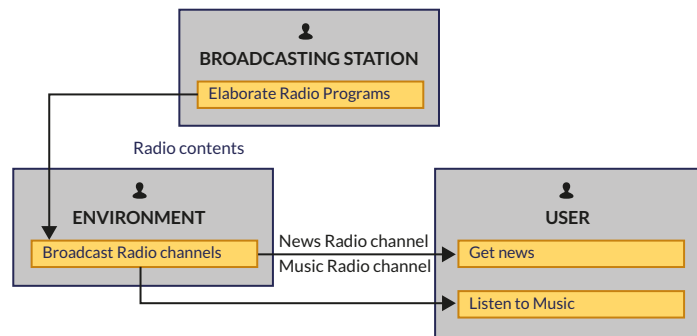 BROADCASTING STATION
Elaborate Radio Programs
Radio contents
ENVIRONMENT
Broadcast Radio channels
News Radio channel
Music Radio channel
USER
Get news
Listen to Music